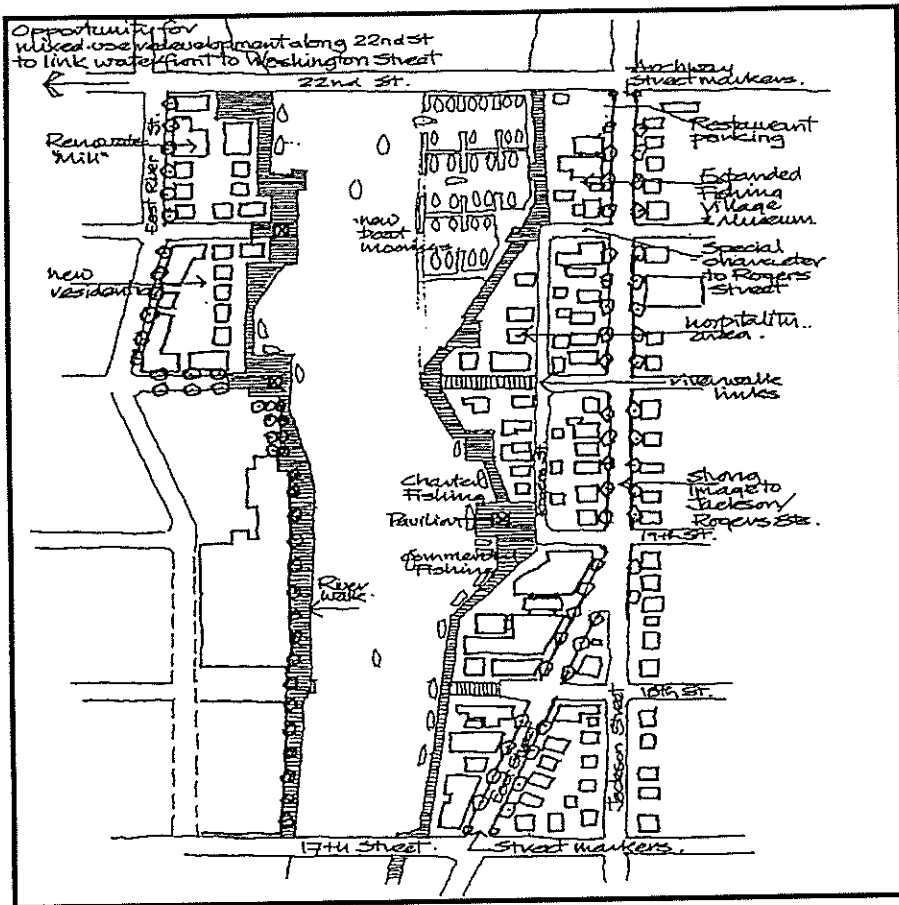 Opportunity for
mixed-use redevelopment along 22nd St
to link waterfront to Washington Street
22nd St.
Archway
Street markers.
Restaurant
parking
Renovate
"Mill"
East River St.
Expanded
Fishing
Village
& Museum
new
boat
moorings
Special
character
to Rogers
Street
new
residential
hospitality
area.
riverwalk
links
Charter
Fishing
Pavilion
Commercial
Fishing
strong
image to
Jackson/
Rogers Sts.
19th St.
River
walk.
18th St.
Jackson Street
17th Street.
Street markers.